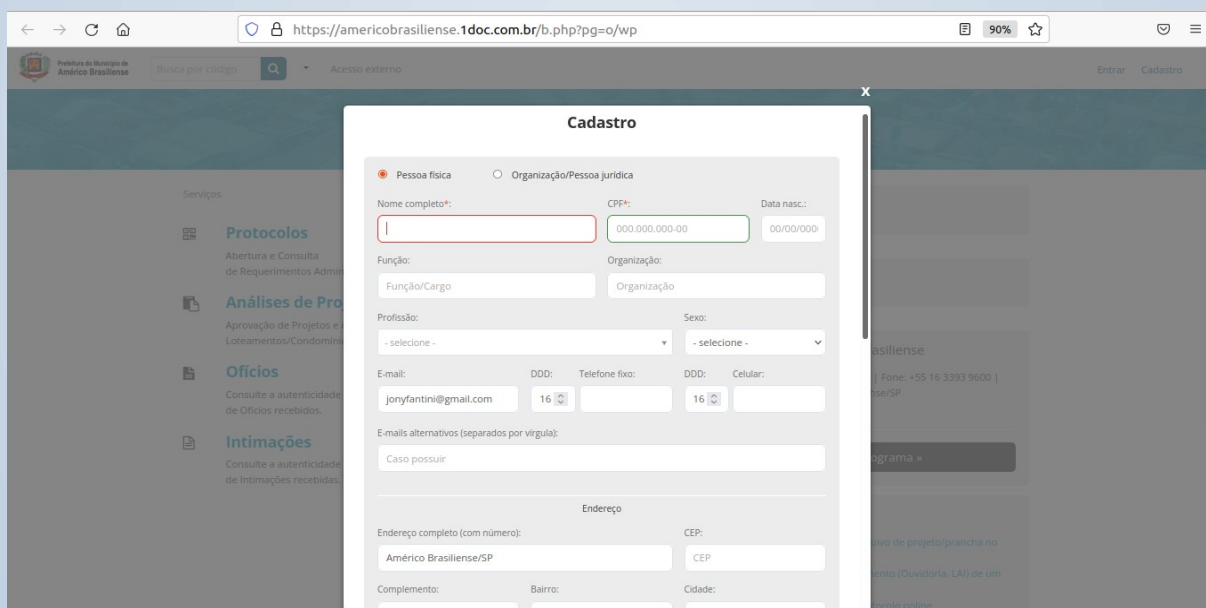 https://americobrasiliense.1doc.com.br/b.php?pg=o/wp
90%
Prefeitura do Município de
Américo Brasiliense
Busca por código
Acesso externo
Entrar Cadastro
x
Cadastro
Pessoa física Organização/Pessoa jurídica
Nome completo*: CPF*: Data nasc.:
000.000.000-00 00/00/000
Função: Organização:
Função/Cargo Organização
Profissão: Sexo:
- selecione - - selecione -
E-mail: DDD: Telefone fixo: DDD: Celular:
jonyfantini@gmail.com 16 16
E-mails alternativos (separados por vírgula):
Caso possuir
Endereço
Endereço completo (com número): CEP:
Américo Brasiliense/SP CEP
Complemento: Bairro: Cidade:
Serviços
Protocolos
Abertura e Consulta
de Requerimentos Admin
Análises de Pro
Aprovação de Projetos e
Loteamentos/Condomíni
Ofícios
Consulte a autenticidade
de Ofícios recebidos.
Intimações
Consulte a autenticidade
de Intimações recebidas.
asiliense
| Fone: +55 16 3393 9600 |
nse/SP
ograma »
tivo de projeto/prancha no
ento (Ouvidoria, LAI) de um